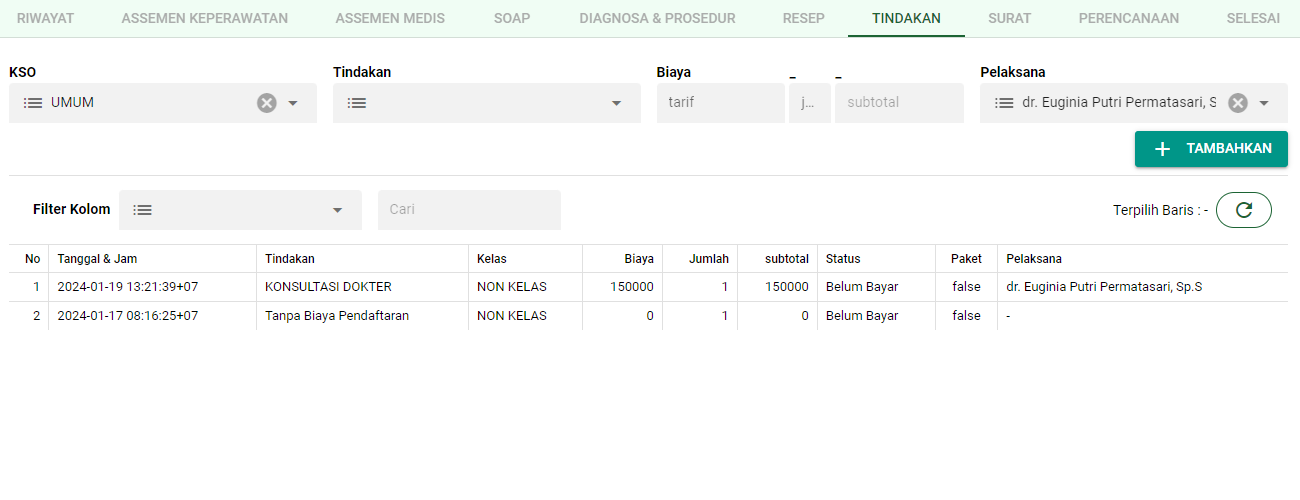 RIWAYAT ASSEMEN KEPERAWATAN ASSEMEN MEDIS SOAP DIAGNOSA & PROSEDUR RESEP TINDAKAN SURAT PERENCANAAN SELESAI
KSO Tindakan Biaya _ _ Pelaksana
UMUM tarif j... subtotal dr. Euginia Putri Permatasari, S
+ TAMBAHKAN
Filter Kolom Cari Terpilih Baris : -
No Tanggal & Jam Tindakan Kelas Biaya Jumlah subtotal Status Paket Pelaksana
1 2024-01-19 13:21:39+07 KONSULTASI DOKTER NON KELAS 150000 1 150000 Belum Bayar false dr. Euginia Putri Permatasari, Sp.S
2 2024-01-17 08:16:25+07 Tanpa Biaya Pendaftaran NON KELAS 0 1 0 Belum Bayar false -